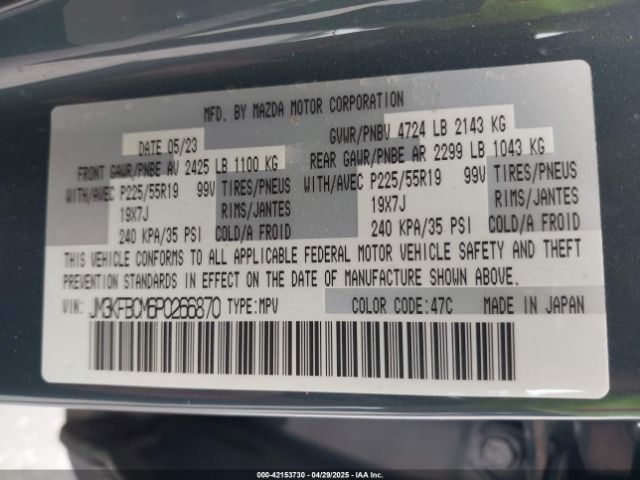 MFD. BY MAZDA MOTOR CORPORATION
DATE 05/23 GVWR/PNBV 4724 LB 2143 KG
FRONT GAWR/PNBE AV 2425 LB 1100 KG REAR GAWR/PNBE AR 2299 LB 1043 KG
WITH/AVEC P225/55R19 99V TIRES/PNEUS WITH/AVEC P225/55R19 99V TIRES/PNEUS
19X7J RIMS/JANTES 19X7J RIMS/JANTES
240 KPA/35 PSI COLD/A FROID 240 KPA/35 PSI COLD/A FROID
THIS VEHICLE CONFORMS TO ALL APPLICABLE FEDERAL MOTOR VEHICLE SAFETY AND THEFT
PREVENTION STANDARDS IN EFFECT ON THE DATE OF MANUFACTURE SHOWN ABOVE.
VIN: JM3KFBCM6P0266870 TYPE:MPV COLOR CODE:47C MADE IN JAPAN
000-42153730 04/29/2025 IAAI.COM